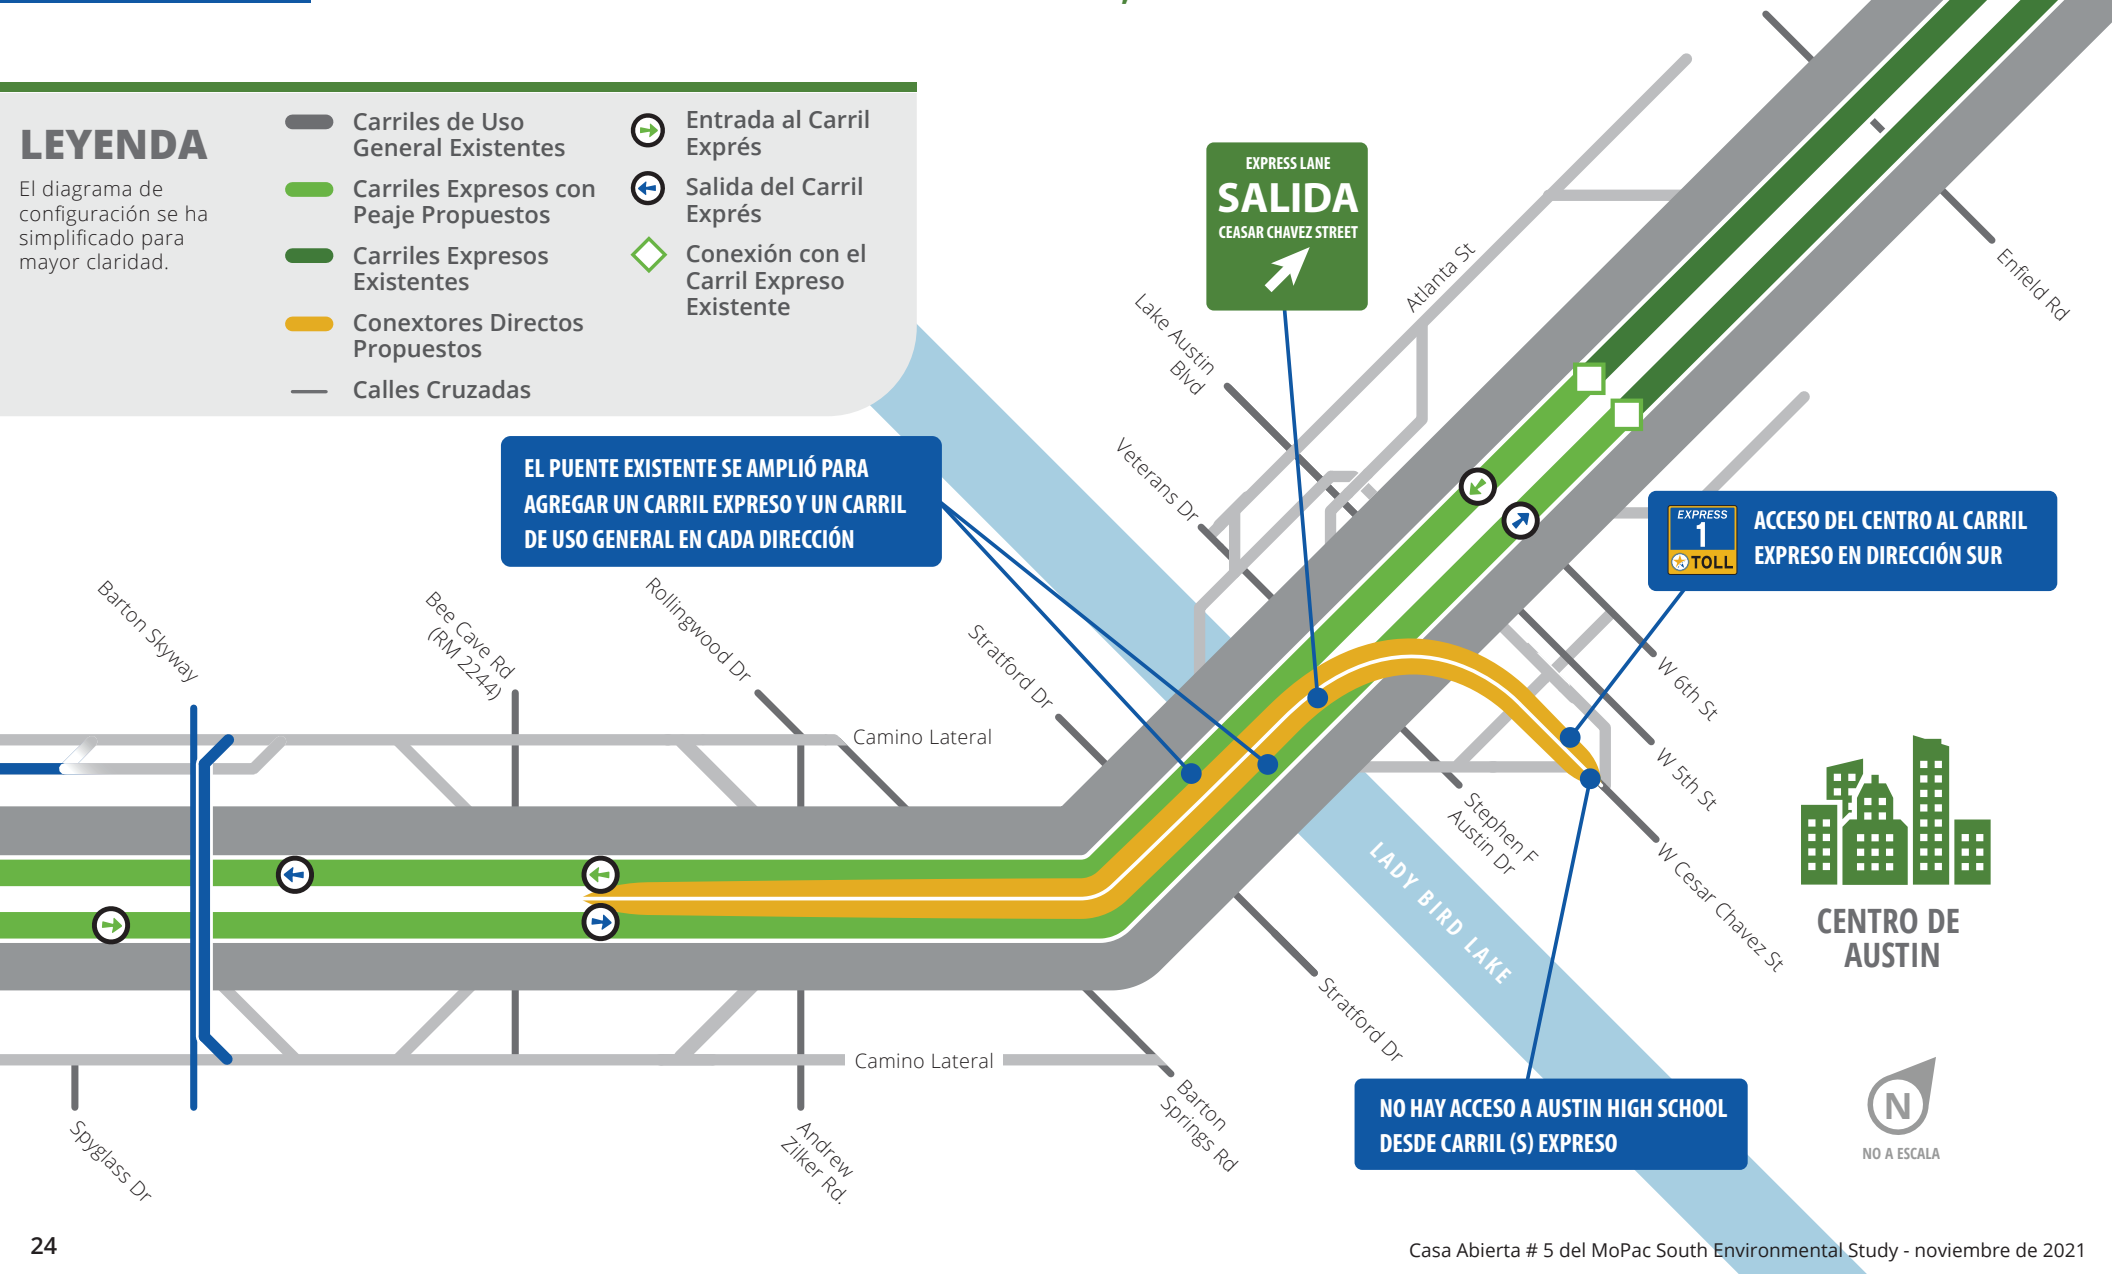 LEYENDA
El diagrama de
configuración se ha
simplificado para
mayor claridad.
Carriles de Uso
General Existentes
Carriles Expresos con
Peaje Propuestos
Carriles Expresos
Existentes
Conextores Directos
Propuestos
Calles Cruzadas
Entrada al Carril
Exprés
Salida del Carril
Exprés
Conexión con el
Carril Expreso
Existente
EXPRESS LANE
SALIDA
CEASAR CHAVEZ STREET
Atlanta St
Enfield Rd
Lake Austin
Blvd
Veterans Dr
EL PUENTE EXISTENTE SE AMPLIÓ PARA
AGREGAR UN CARRIL EXPRESO Y UN CARRIL
DE USO GENERAL EN CADA DIRECCIÓN
EXPRESS
1
TOLL
ACCESO DEL CENTRO AL CARRIL
EXPRESO EN DIRECCIÓN SUR
Barton Skyway
Bee Cave Rd
(RM 2244)
Rollingwood Dr
Stratford Dr
Camino Lateral
W 6th St
W 5th St
W Cesar Chavez St
Stephen F
Austin Dr
LADY BIRD LAKE
CENTRO DE
AUSTIN
Stratford Dr
Camino Lateral
Barton
Springs Rd
Andrew
Zilker Rd.
Spyglass Dr
NO HAY ACCESO A AUSTIN HIGH SCHOOL
DESDE CARRIL (S) EXPRESO
N
NO A ESCALA
24
Casa Abierta # 5 del MoPac South Environmental Study - noviembre de 2021